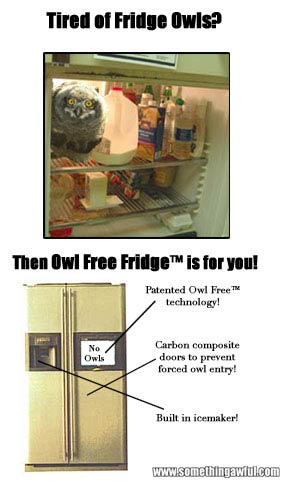 Tired of Fridge Owls?
Then Owl Free Fridge™ is for you!
Patented Owl Free™
technology!
No
Owls
Carbon composite
doors to prevent
forced owl entry!
Built in icemaker!
www.somethingawful.com